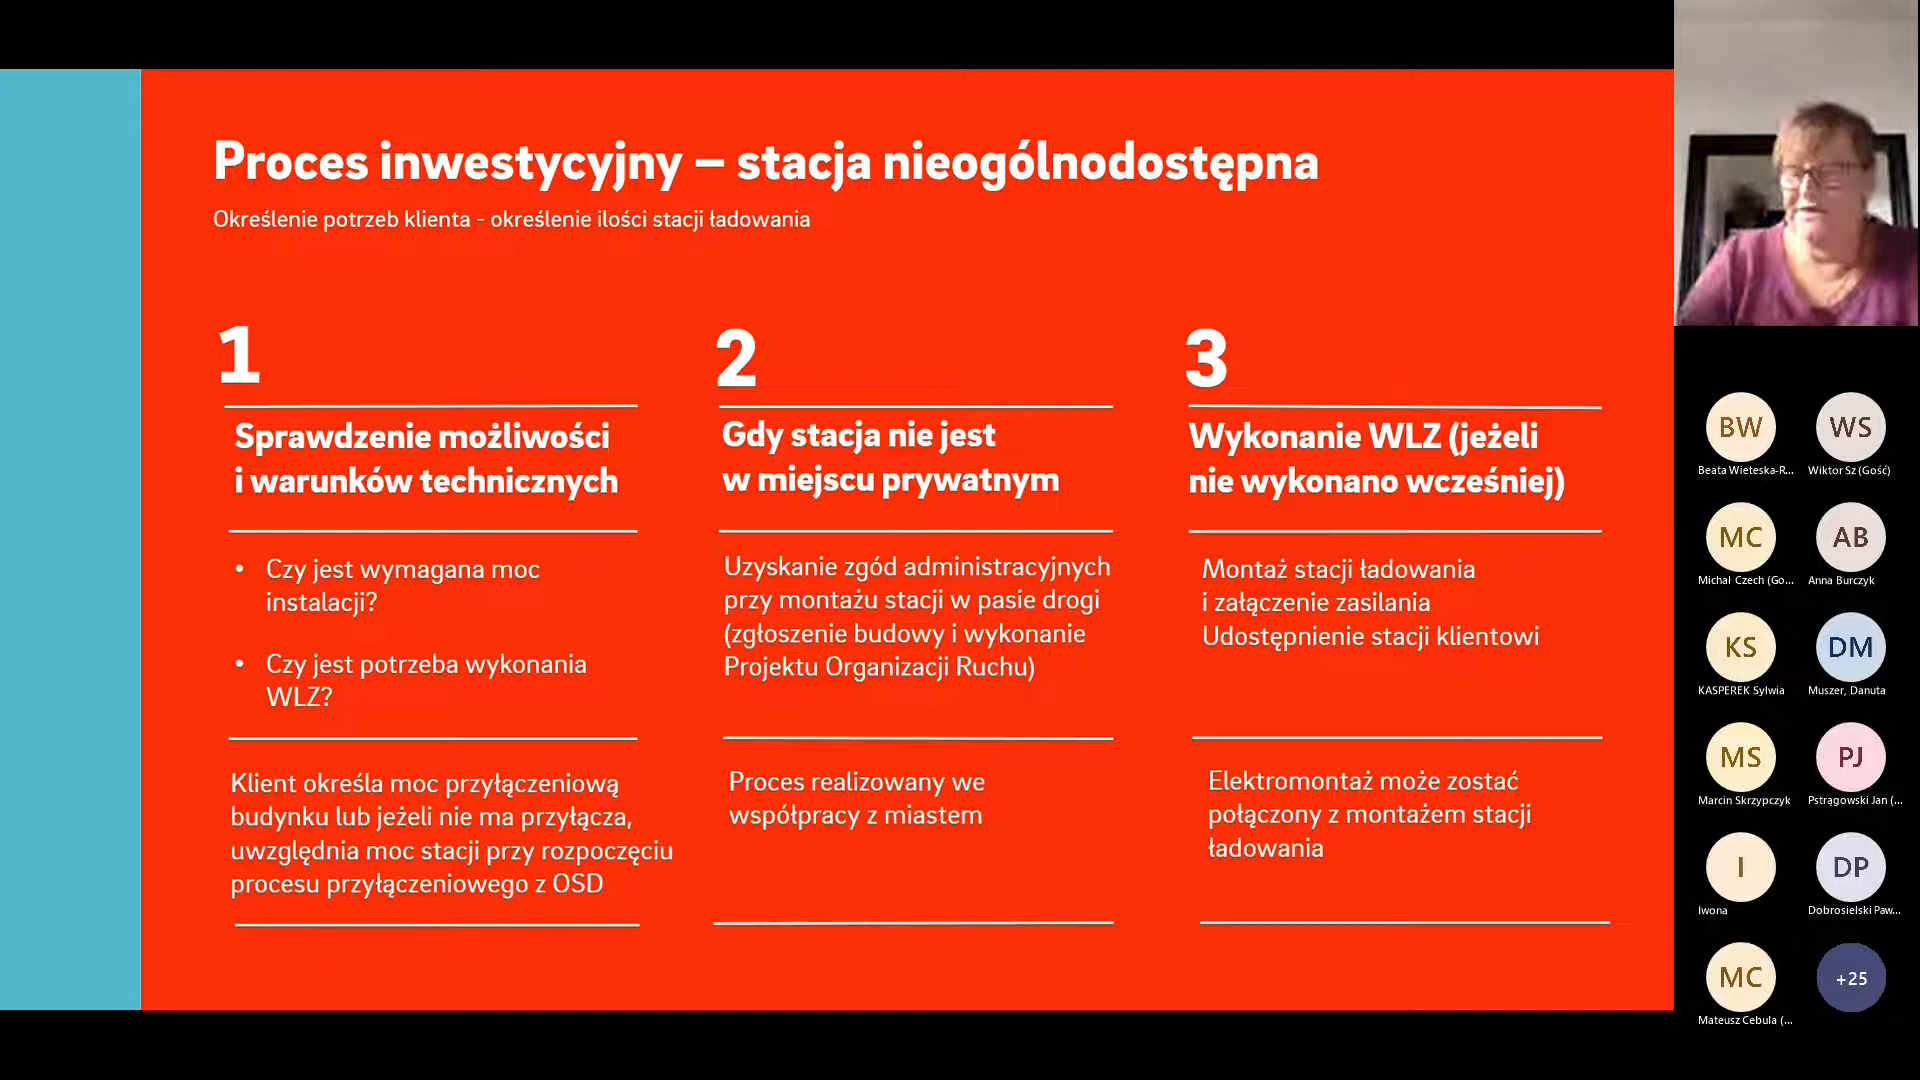 Proces inwestycyjny – stacja nieogólnodostępna
Określenie potrzeb klienta - określenie ilości stacji ładowania
1
Sprawdzenie możliwości
i warunków technicznych
• Czy jest wymagana moc
instalacji?
• Czy jest potrzeba wykonania
WLZ?
Klient określa moc przyłączeniową
budynku lub jeżeli nie ma przyłącza,
uwzględnia moc stacji przy rozpoczęciu
procesu przyłączeniowego z OSD
2
Gdy stacja nie jest
w miejscu prywatnym
Uzyskanie zgód administracyjnych
przy montażu stacji w pasie drogi
(zgłoszenie budowy i wykonanie
Projektu Organizacji Ruchu)
Proces realizowany we
współpracy z miastem
3
Wykonanie WLZ (jeżeli
nie wykonano wcześniej)
Montaż stacji ładowania
i załączenie zasilania
Udostępnienie stacji klientowi
Elektromontaż może zostać
połączony z montażem stacji
ładowania
BW
Beata Wieteska-R...
WS
Wiktor Sz (Gość)
MC
Michał Czech (Go...
AB
Anna Burczyk
KS
KASPEREK Sylwia
DM
Muszer, Danuta
MS
Marcin Skrzypczyk
PJ
Pstrągowski Jan (...
I
Iwona
DP
Dobrosielski Paw...
MC
Mateusz Cebula (...
+25